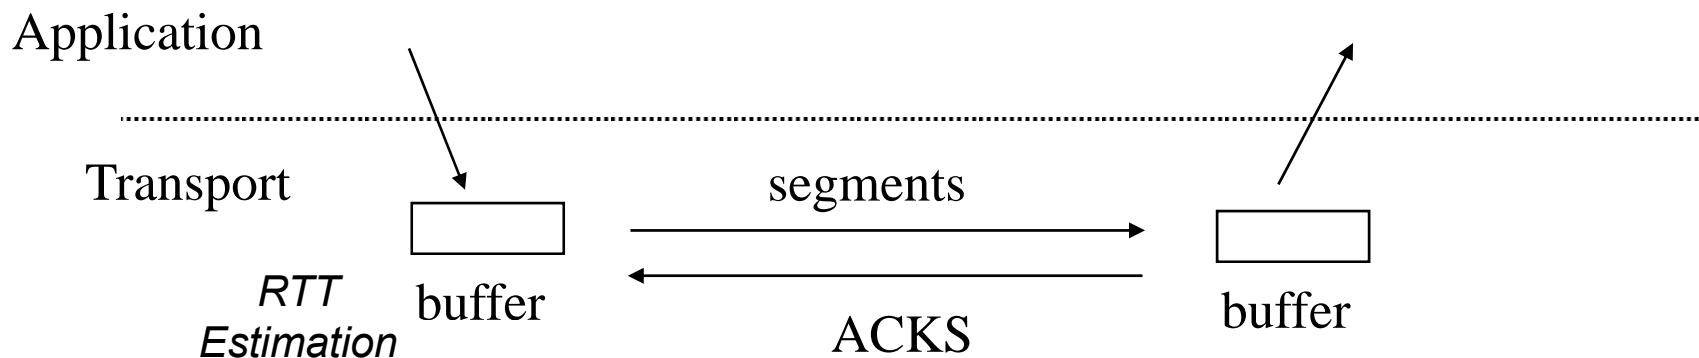 Application
Transport
segments
RTT
Estimation
buffer
ACKS
buffer